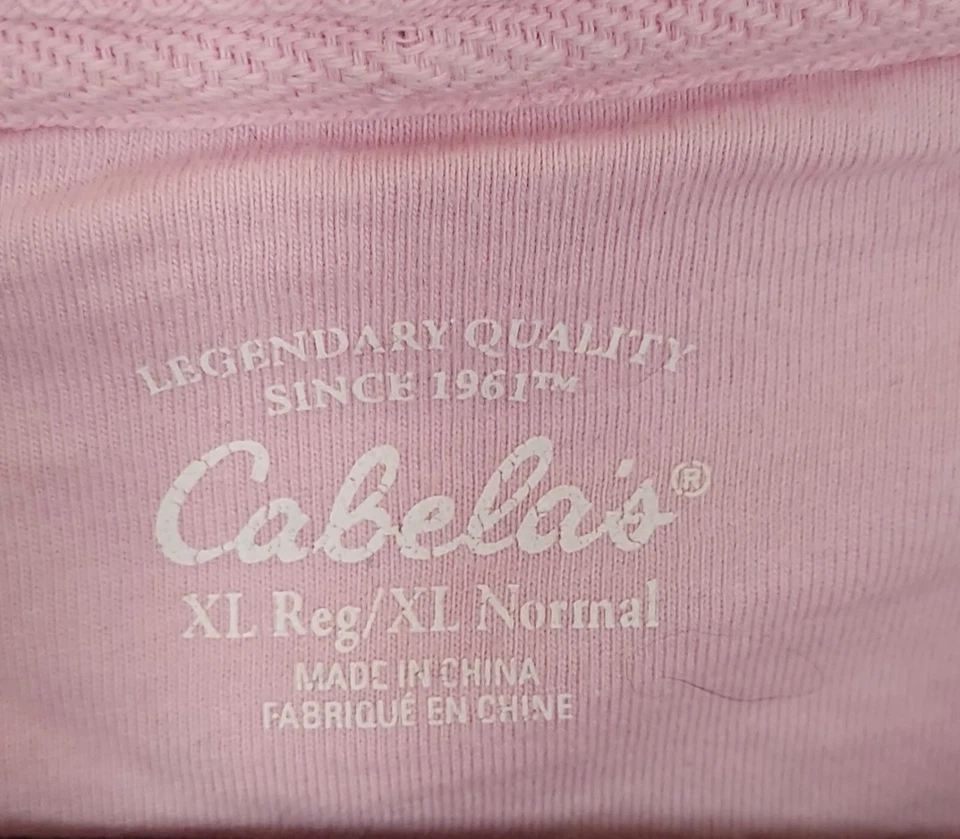 LEGENDARY QUALITY
SINCE 1961™
Cabela's®
XL Reg/XL Normal
MADE IN CHINA
FABRIQUÉ EN CHINE